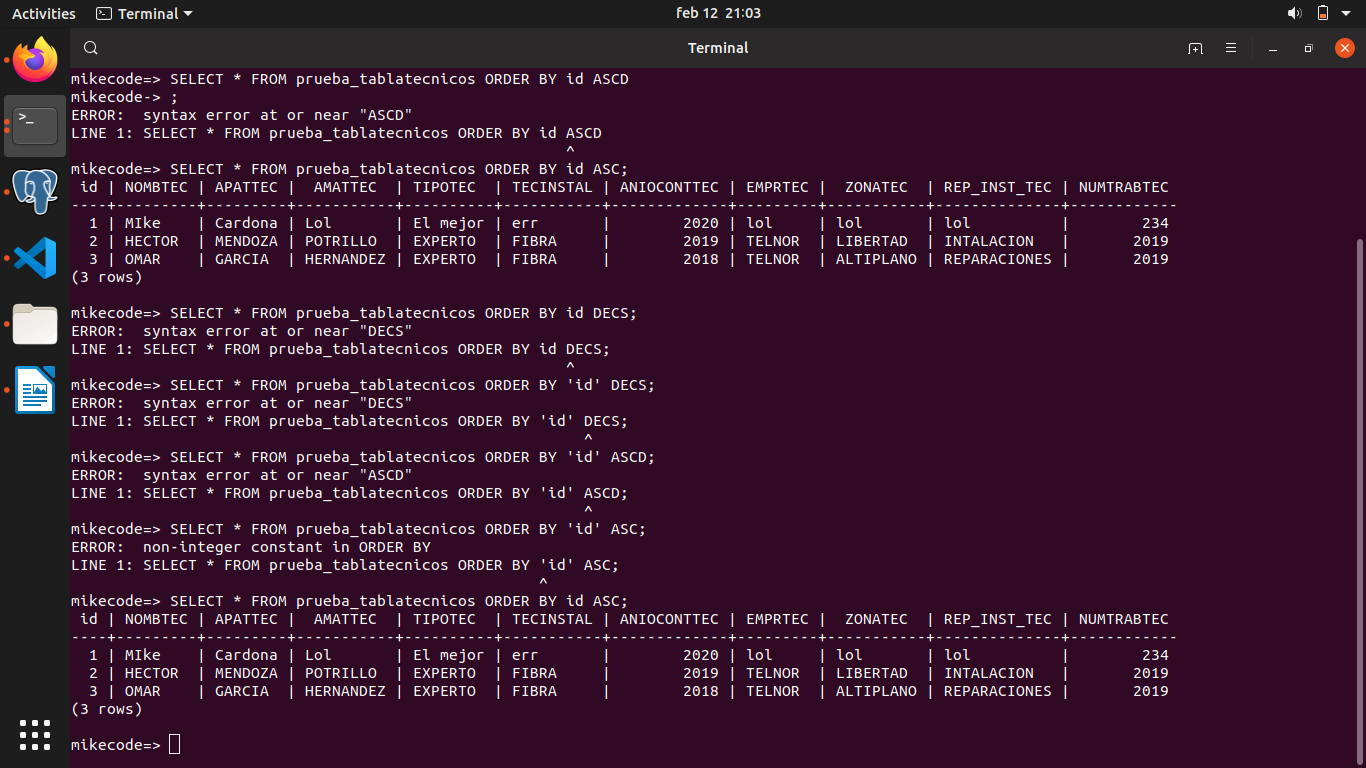 Activities Terminal feb 12 21:03
Terminal
mikecode=> SELECT * FROM prueba_tablatecnicos ORDER BY id ASCD
mikecode-> ;
ERROR:  syntax error at or near "ASCD"
LINE 1: SELECT * FROM prueba_tablatecnicos ORDER BY id ASCD
                                                       ^
mikecode=> SELECT * FROM prueba_tablatecnicos ORDER BY id ASC;
 id | NOMBTEC | APATTEC |  AMATTEC  | TIPOTEC  | TECINSTAL | ANIOCONTTEC | EMPRTEC |  ZONATEC  | REP_INST_TEC | NUMTRABTEC
----+---------+---------+-----------+----------+-----------+-------------+---------+-----------+--------------+------------
  1 | MIke    | Cardona | Lol       | El mejor | err       |        2020 | lol     | lol       | lol          |        234
  2 | HECTOR  | MENDOZA | POTRILLO  | EXPERTO  | FIBRA     |        2019 | TELNOR  | LIBERTAD  | INTALACION   |       2019
  3 | OMAR    | GARCIA  | HERNANDEZ | EXPERTO  | FIBRA     |        2018 | TELNOR  | ALTIPLANO | REPARACIONES |       2019
(3 rows)
mikecode=> SELECT * FROM prueba_tablatecnicos ORDER BY id DECS;
ERROR:  syntax error at or near "DECS"
LINE 1: SELECT * FROM prueba_tablatecnicos ORDER BY id DECS;
                                                       ^
mikecode=> SELECT * FROM prueba_tablatecnicos ORDER BY 'id' DECS;
ERROR:  syntax error at or near "DECS"
LINE 1: SELECT * FROM prueba_tablatecnicos ORDER BY 'id' DECS;
                                                         ^
mikecode=> SELECT * FROM prueba_tablatecnicos ORDER BY 'id' ASCD;
ERROR:  syntax error at or near "ASCD"
LINE 1: SELECT * FROM prueba_tablatecnicos ORDER BY 'id' ASCD;
                                                         ^
mikecode=> SELECT * FROM prueba_tablatecnicos ORDER BY 'id' ASC;
ERROR:  non-integer constant in ORDER BY
LINE 1: SELECT * FROM prueba_tablatecnicos ORDER BY 'id' ASC;
                                                    ^
mikecode=> SELECT * FROM prueba_tablatecnicos ORDER BY id ASC;
 id | NOMBTEC | APATTEC |  AMATTEC  | TIPOTEC  | TECINSTAL | ANIOCONTTEC | EMPRTEC |  ZONATEC  | REP_INST_TEC | NUMTRABTEC
----+---------+---------+-----------+----------+-----------+-------------+---------+-----------+--------------+------------
  1 | MIke    | Cardona | Lol       | El mejor | err       |        2020 | lol     | lol       | lol          |        234
  2 | HECTOR  | MENDOZA | POTRILLO  | EXPERTO  | FIBRA     |        2019 | TELNOR  | LIBERTAD  | INTALACION   |       2019
  3 | OMAR    | GARCIA  | HERNANDEZ | EXPERTO  | FIBRA     |        2018 | TELNOR  | ALTIPLANO | REPARACIONES |       2019
(3 rows)
mikecode=>